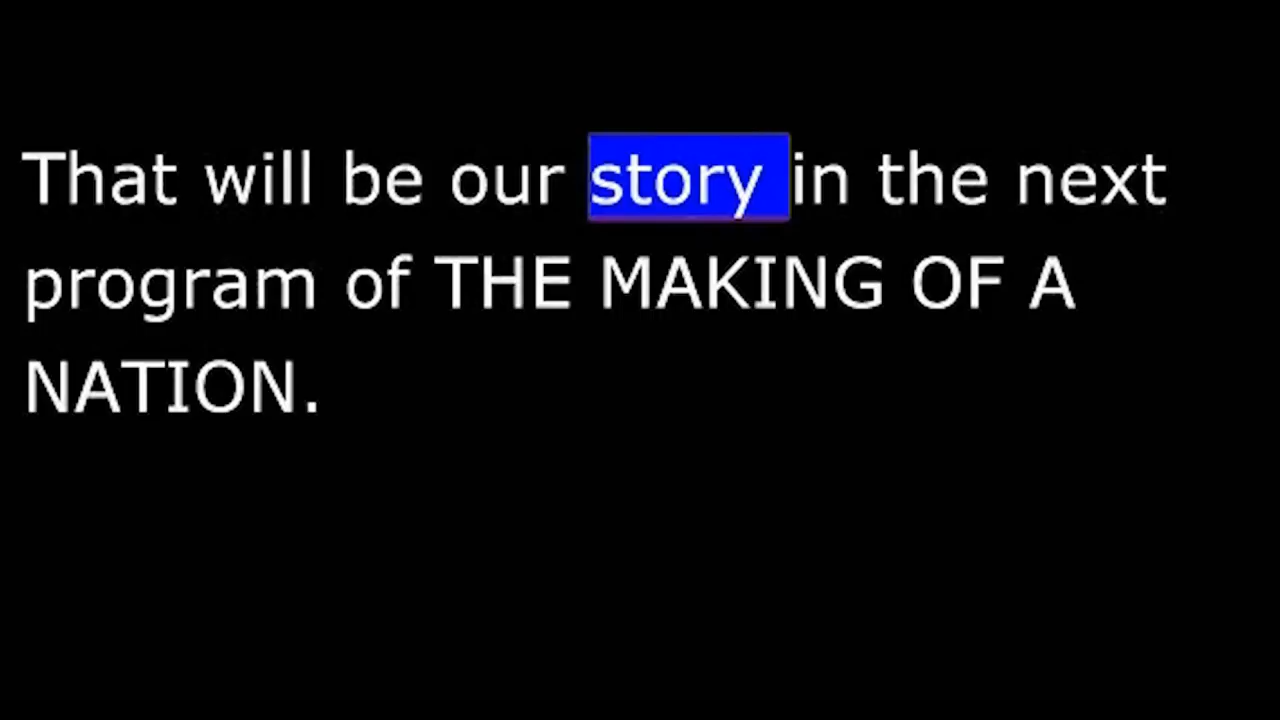 That will be our story in the next
program of THE MAKING OF A
NATION.